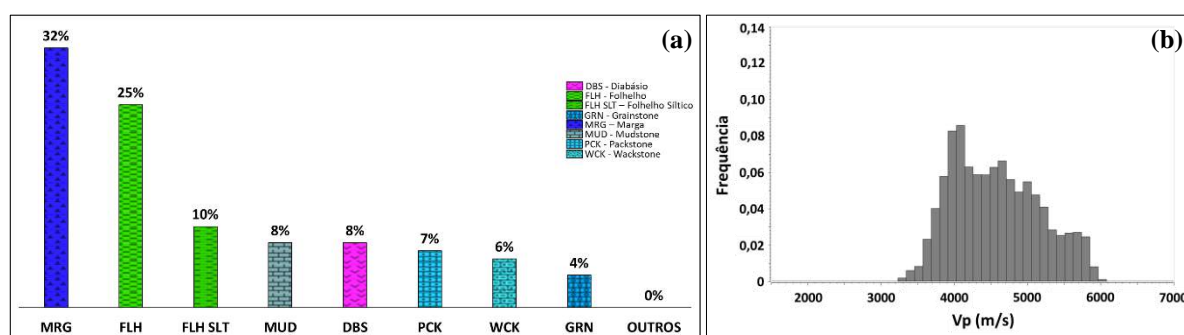 32%
(a)
25%
DBS - Diabásio
FLH - Folhelho
FLH SLT – Folhelho Síltico
GRN - Grainstone
MRG – Marga
MUD - Mudstone
PCK - Packstone
WCK - Wackstone
10%
8%
8%
7%
6%
4%
0%
MRG FLH FLH SLT MUD DBS PCK WCK GRN OUTROS
(b)
0,14
0,12
0,10
0,08
0,06
0,04
0,02
0
Frequência
2000 3000 4000 5000 6000 7000
Vp (m/s)